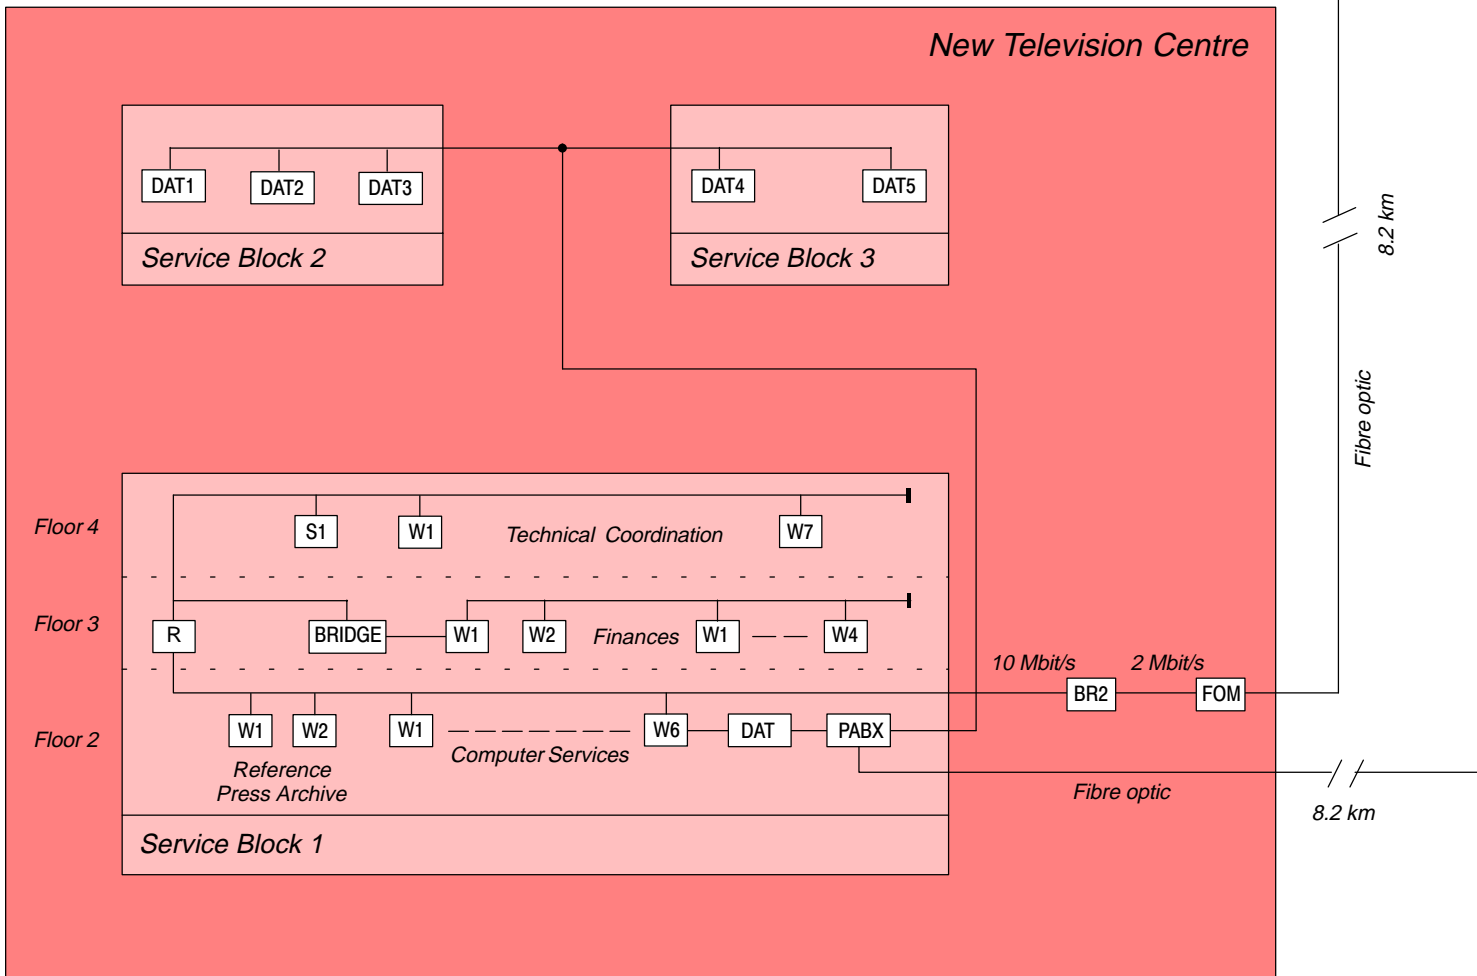 New Television Centre
DAT1
DAT2
DAT3
DAT4
DAT5
Service Block 2
Service Block 3
8.2 km
Fibre optic
Floor 4
S1
W1
Technical Coordination
W7
Floor 3
R
BRIDGE
W1
W2
Finances
W1
W4
10 Mbit/s
2 Mbit/s
BR2
FOM
Floor 2
W1
W2
W1
W6
DAT
PABX
Computer Services
Reference
Press Archive
Fibre optic
8.2 km
Service Block 1